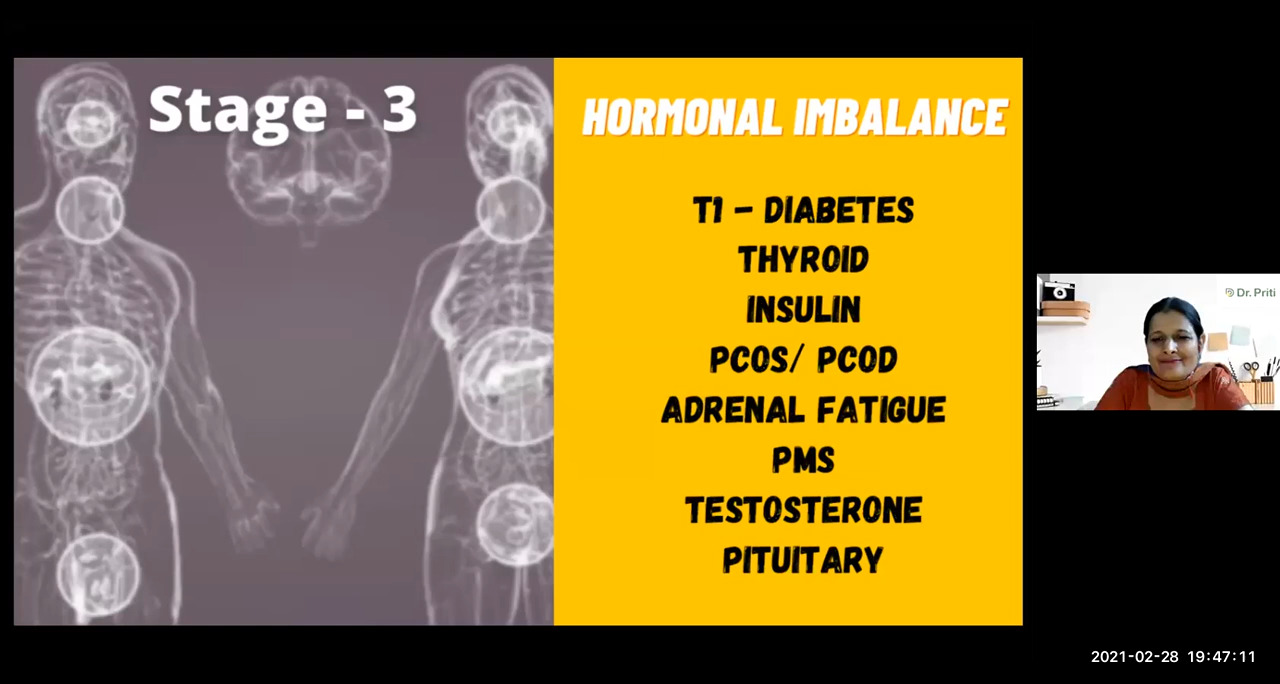 Stage - 3
HORMONAL IMBALANCE
T1 - DIABETES
THYROID
INSULIN
PCOS/ PCOD
ADRENAL FATIGUE
PMS
TESTOSTERONE
PITUITARY
Dr. Priti
2021-02-28 19:47:11